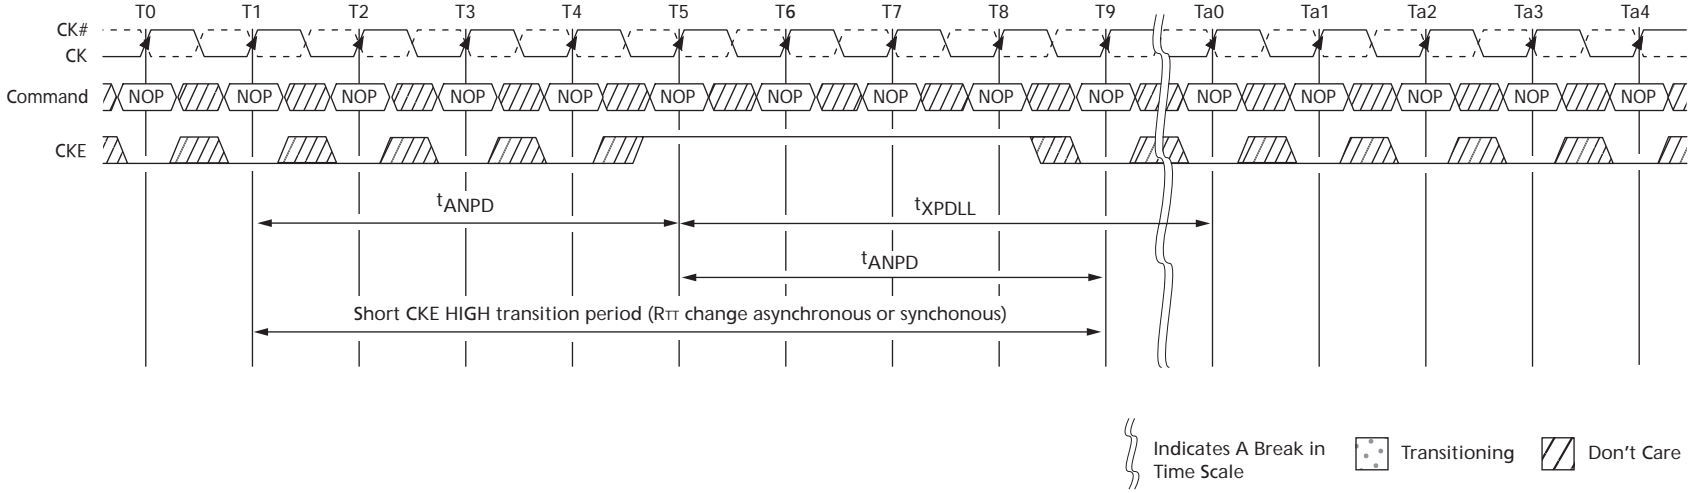 T0 T1 T2 T3 T4 T5 T6 T7 T8 T9 Ta0 Ta1 Ta2 Ta3 Ta4
CK#
CK
Command NOP NOP NOP NOP NOP NOP NOP NOP NOP NOP NOP NOP NOP NOP NOP
CKE
tANPD tXPDLL
tANPD
Short CKE HIGH transition period (RTT change asynchronous or synchonous)
Indicates A Break in
Time Scale
Transitioning
Don't Care